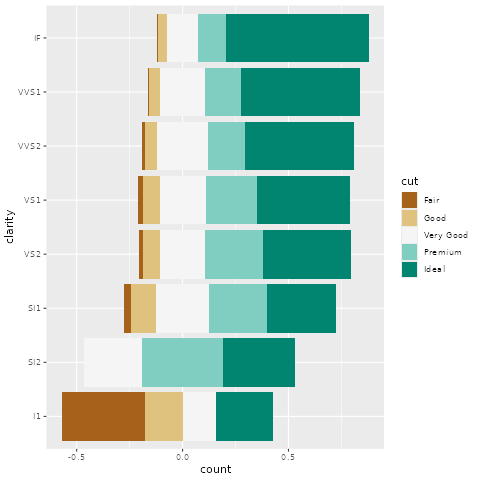 clarity
IF
VVS1
VVS2
VS1
VS2
SI1
SI2
I1
-0.5
0.0
0.5
count
cut
Fair
Good
Very Good
Premium
Ideal